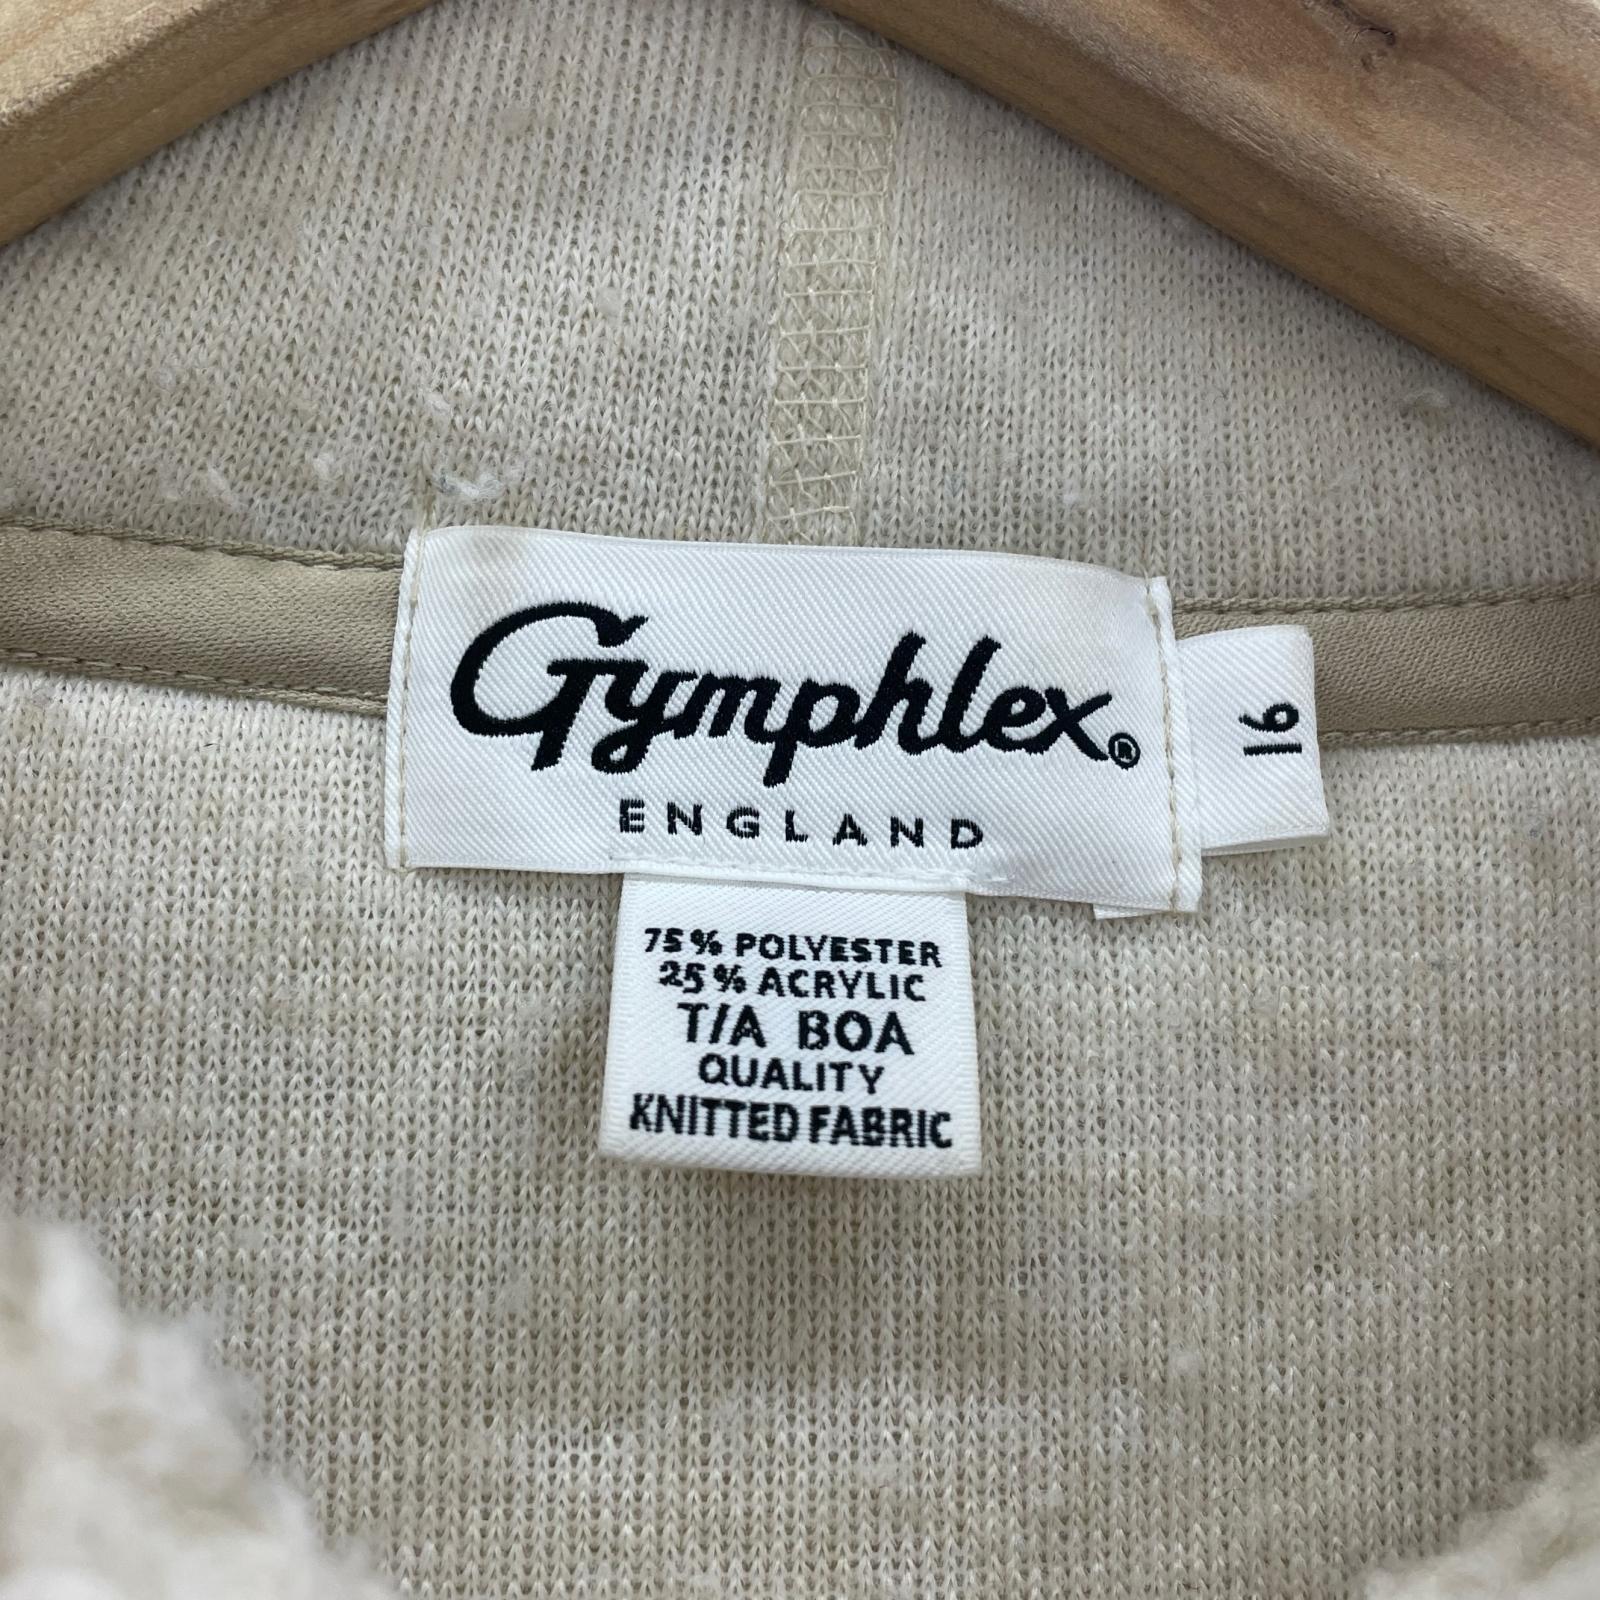 Gymphlex®
ENGLAND
16
75% POLYESTER
25% ACRYLIC
T/A BOA
QUALITY
KNITTED FABRIC